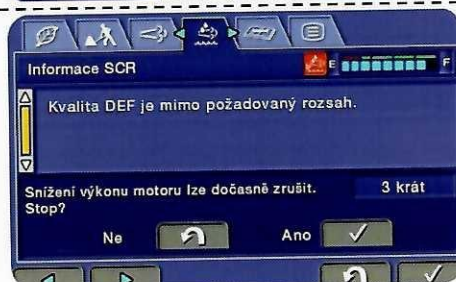 Informace SCR
E F
Kvalita DEF je mimo požadovaný rozsah.
Snížení výkonu motoru lze dočasně zrušit. 3 krát
Stop?
Ne Ano